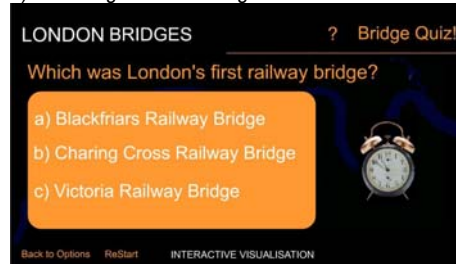 LONDON BRIDGES ? Bridge Quiz!
Which was London's first railway bridge?
a) Blackfriars Railway Bridge
b) Charing Cross Railway Bridge
c) Victoria Railway Bridge
Back to Options ReStart INTERACTIVE VISUALISATION